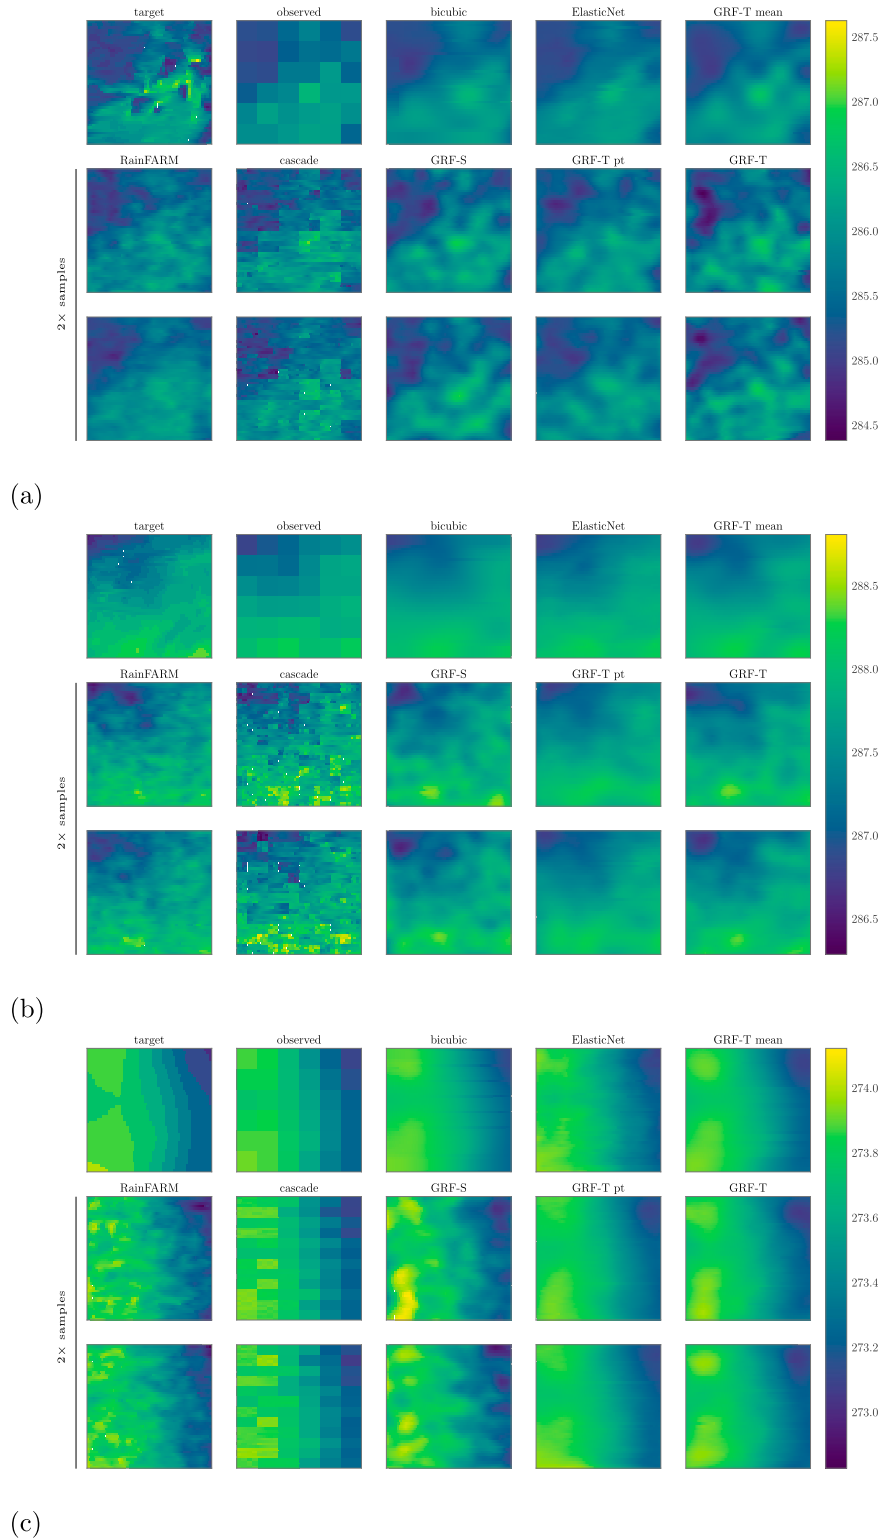 target observed bicubic ElasticNet GRF-T mean
287.5
287.0
RainFARM cascade GRF-S GRF-T pt GRF-T
286.5
286.0
285.5
285.0
284.5
2× samples
(a)
target observed bicubic ElasticNet GRF-T mean
288.5
288.0
RainFARM cascade GRF-S GRF-T pt GRF-T
287.5
287.0
286.5
2× samples
(b)
target observed bicubic ElasticNet GRF-T mean
274.0
273.8
RainFARM cascade GRF-S GRF-T pt GRF-T
273.6
273.4
273.2
273.0
2× samples
(c)